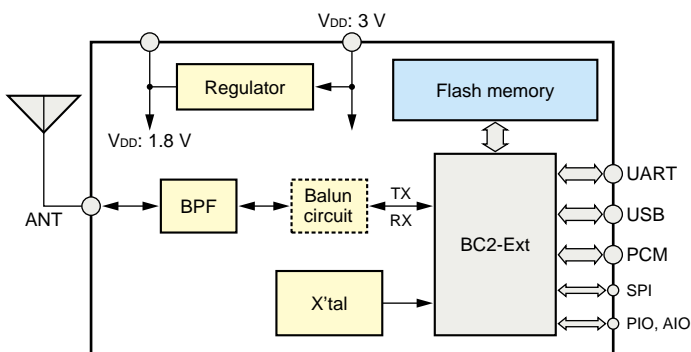 VDD: 3 V
Regulator
Flash memory
VDD: 1.8 V
ANT
BPF
Balun
circuit
TX
RX
BC2-Ext
X'tal
UART
USB
PCM
SPI
PIO, AIO